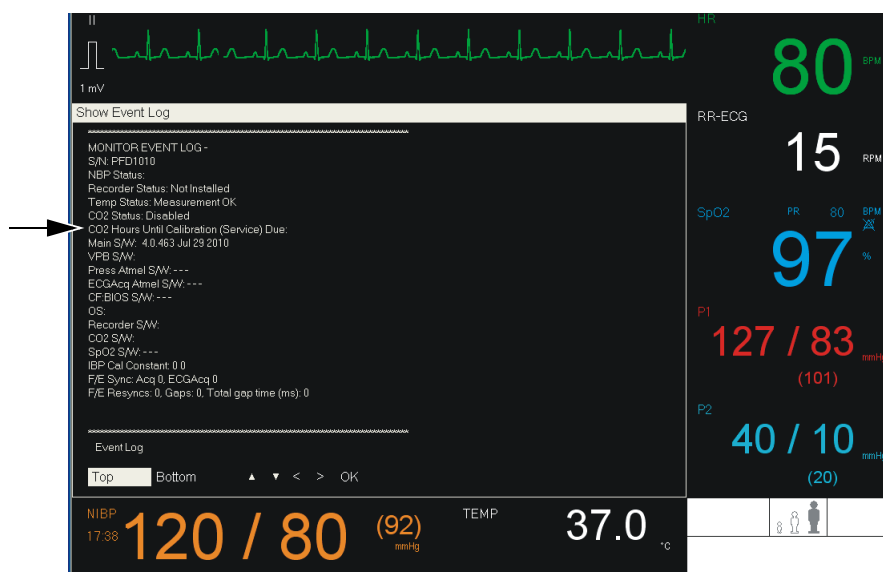 II
1 mV
Show Event Log
MONITOR EVENT LOG -
S/N: PFD1010
NBP Status:
Recorder Status: Not Installed
Temp Status: Measurement OK
CO2 Status: Disabled
CO2 Hours Until Calibration (Service) Due:
Main S/W: 4.0.463 Jul 29 2010
VPB S/W:
Press Atmel S/W: ---
ECGAcq Atmel S/W: ---
CF:BIOS S/W: ---
OS:
Recorder S/W:
CO2 S/W:
SpO2 S/W: ---
IBP Cal Constant: 0 0
F/E Sync: Acq 0, ECGAcq 0
F/E Resyncs: 0, Gaps: 0, Total gap time (ms): 0
Event Log
Top Bottom ▲ ▼ < > OK
HR
80 BPM
RR-ECG
15 RPM
SpO2 PR 80 BPM
97 %
P1
127 / 83 mmHg
(101)
P2
40 / 10 mmHg
(20)
NIBP
17:38
120 / 80 (92)
mmHg
TEMP
37.0 °C